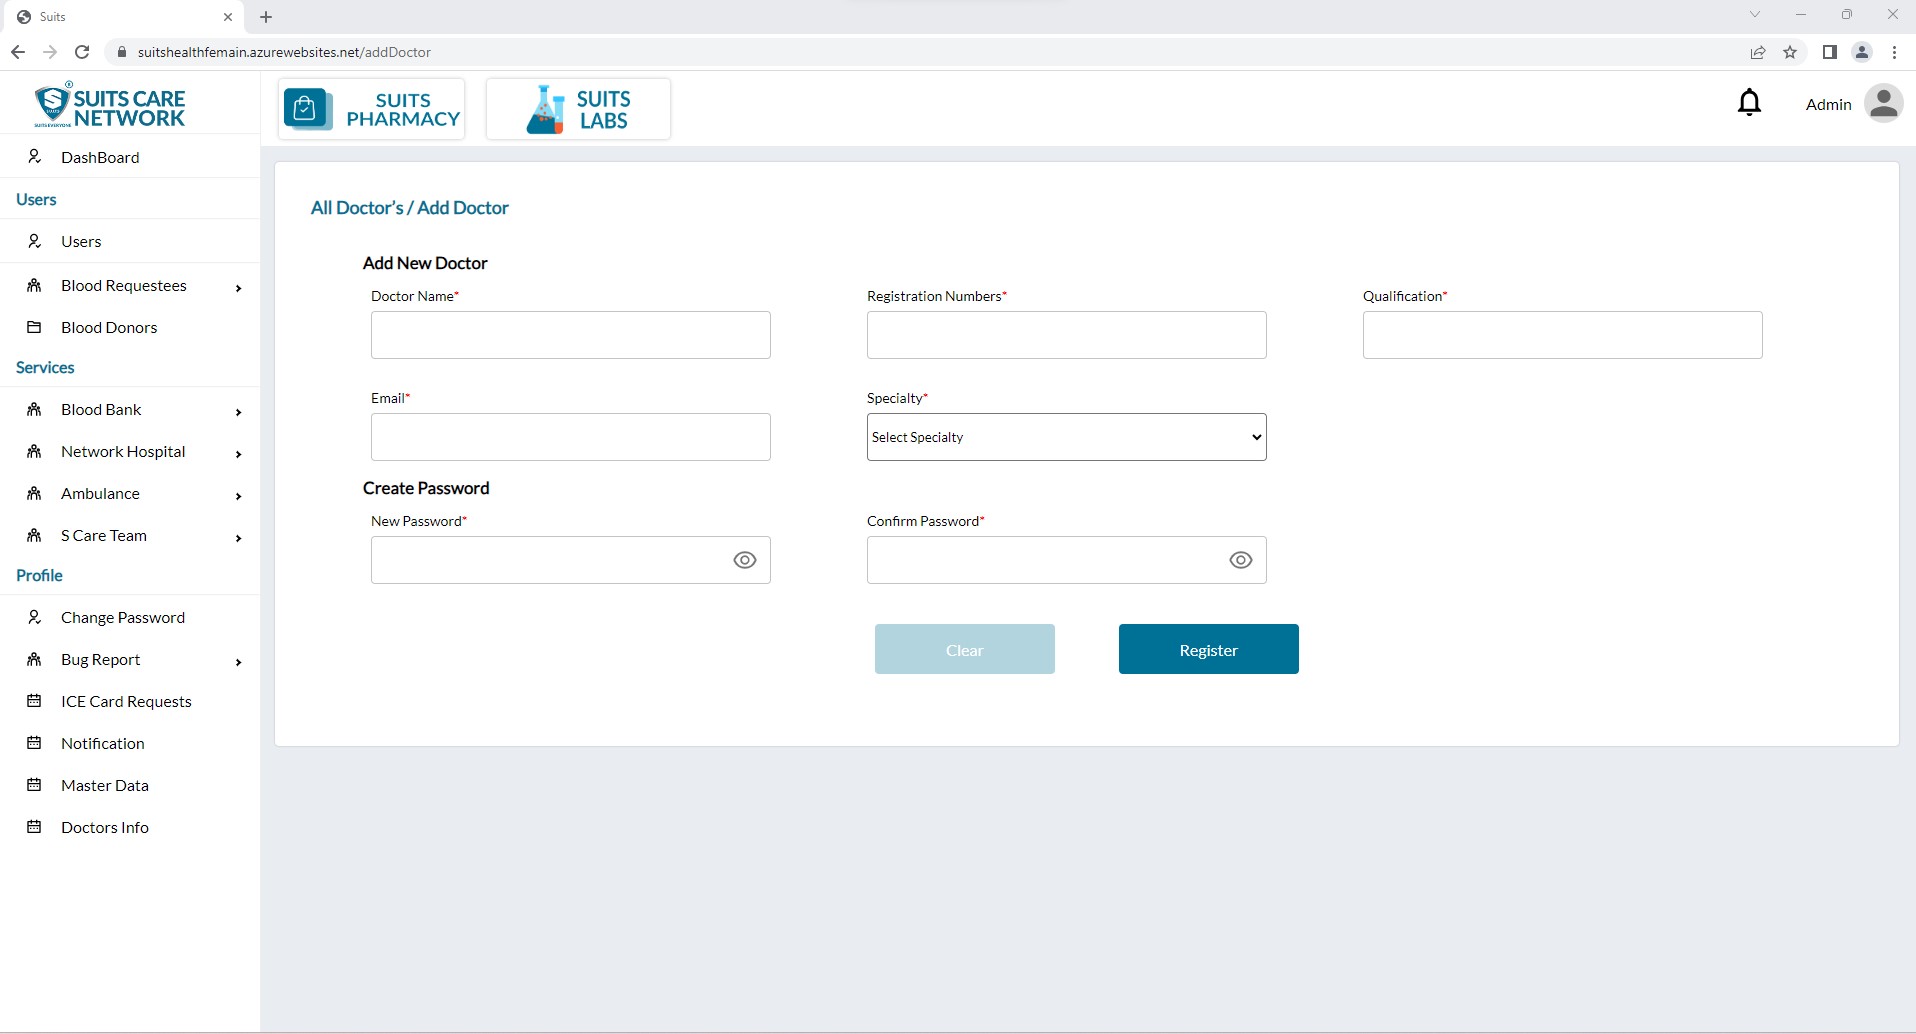 Suits
suitshealthfemain.azurewebsites.net/addDoctor
SUITS CARE
NETWORK
SUITS EVERYONE
SUITS
PHARMACY
SUITS
LABS
Admin
DashBoard
Users
Users
Blood Requestees
Blood Donors
Services
Blood Bank
Network Hospital
Ambulance
S Care Team
Profile
Change Password
Bug Report
ICE Card Requests
Notification
Master Data
Doctors Info
All Doctor's / Add Doctor
Add New Doctor
Doctor Name*
Registration Numbers*
Qualification*
Email*
Specialty*
Select Specialty
Create Password
New Password*
Confirm Password*
Clear
Register